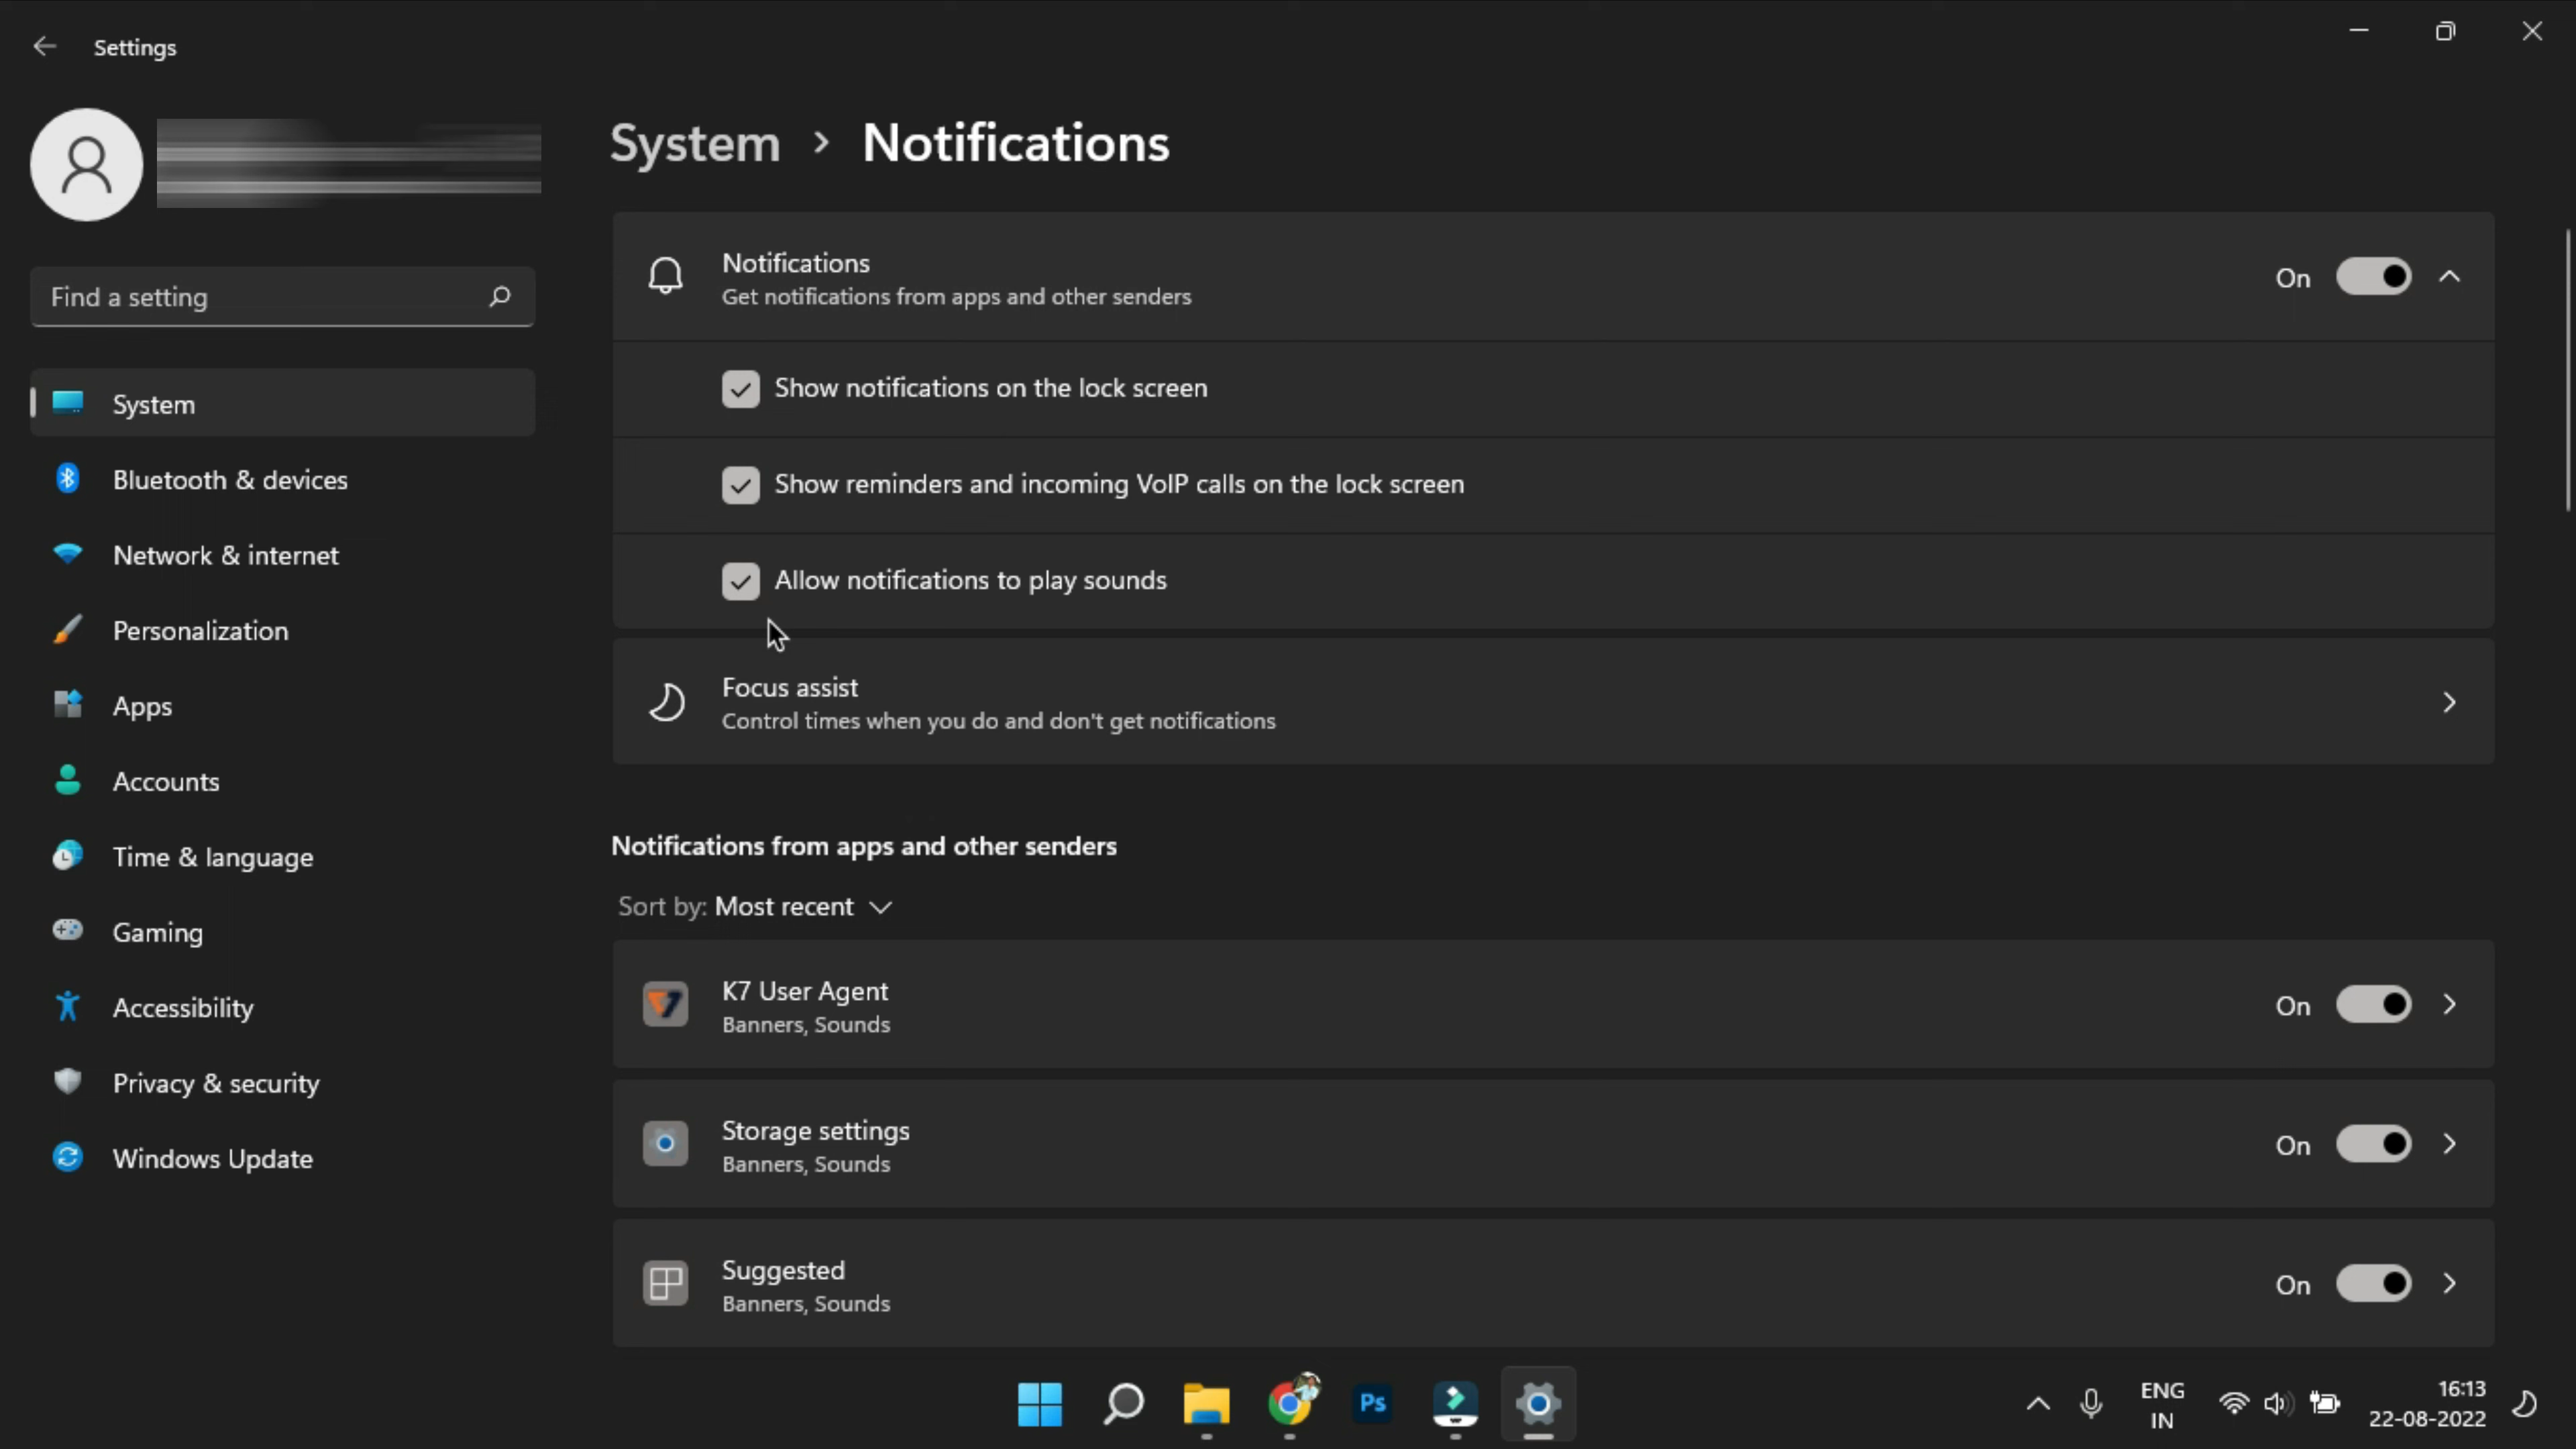 Settings
System > Notifications
Find a setting
System
Bluetooth & devices
Network & internet
Personalization
Apps
Accounts
Time & language
Gaming
Accessibility
Privacy & security
Windows Update
Notifications
Get notifications from apps and other senders
On
Show notifications on the lock screen
Show reminders and incoming VoIP calls on the lock screen
Allow notifications to play sounds
Focus assist
Control times when you do and don't get notifications
Notifications from apps and other senders
Sort by: Most recent
K7 User Agent
Banners, Sounds
On
Storage settings
Banners, Sounds
On
Suggested
Banners, Sounds
On
Ps
ENG
IN
16:13
22-08-2022